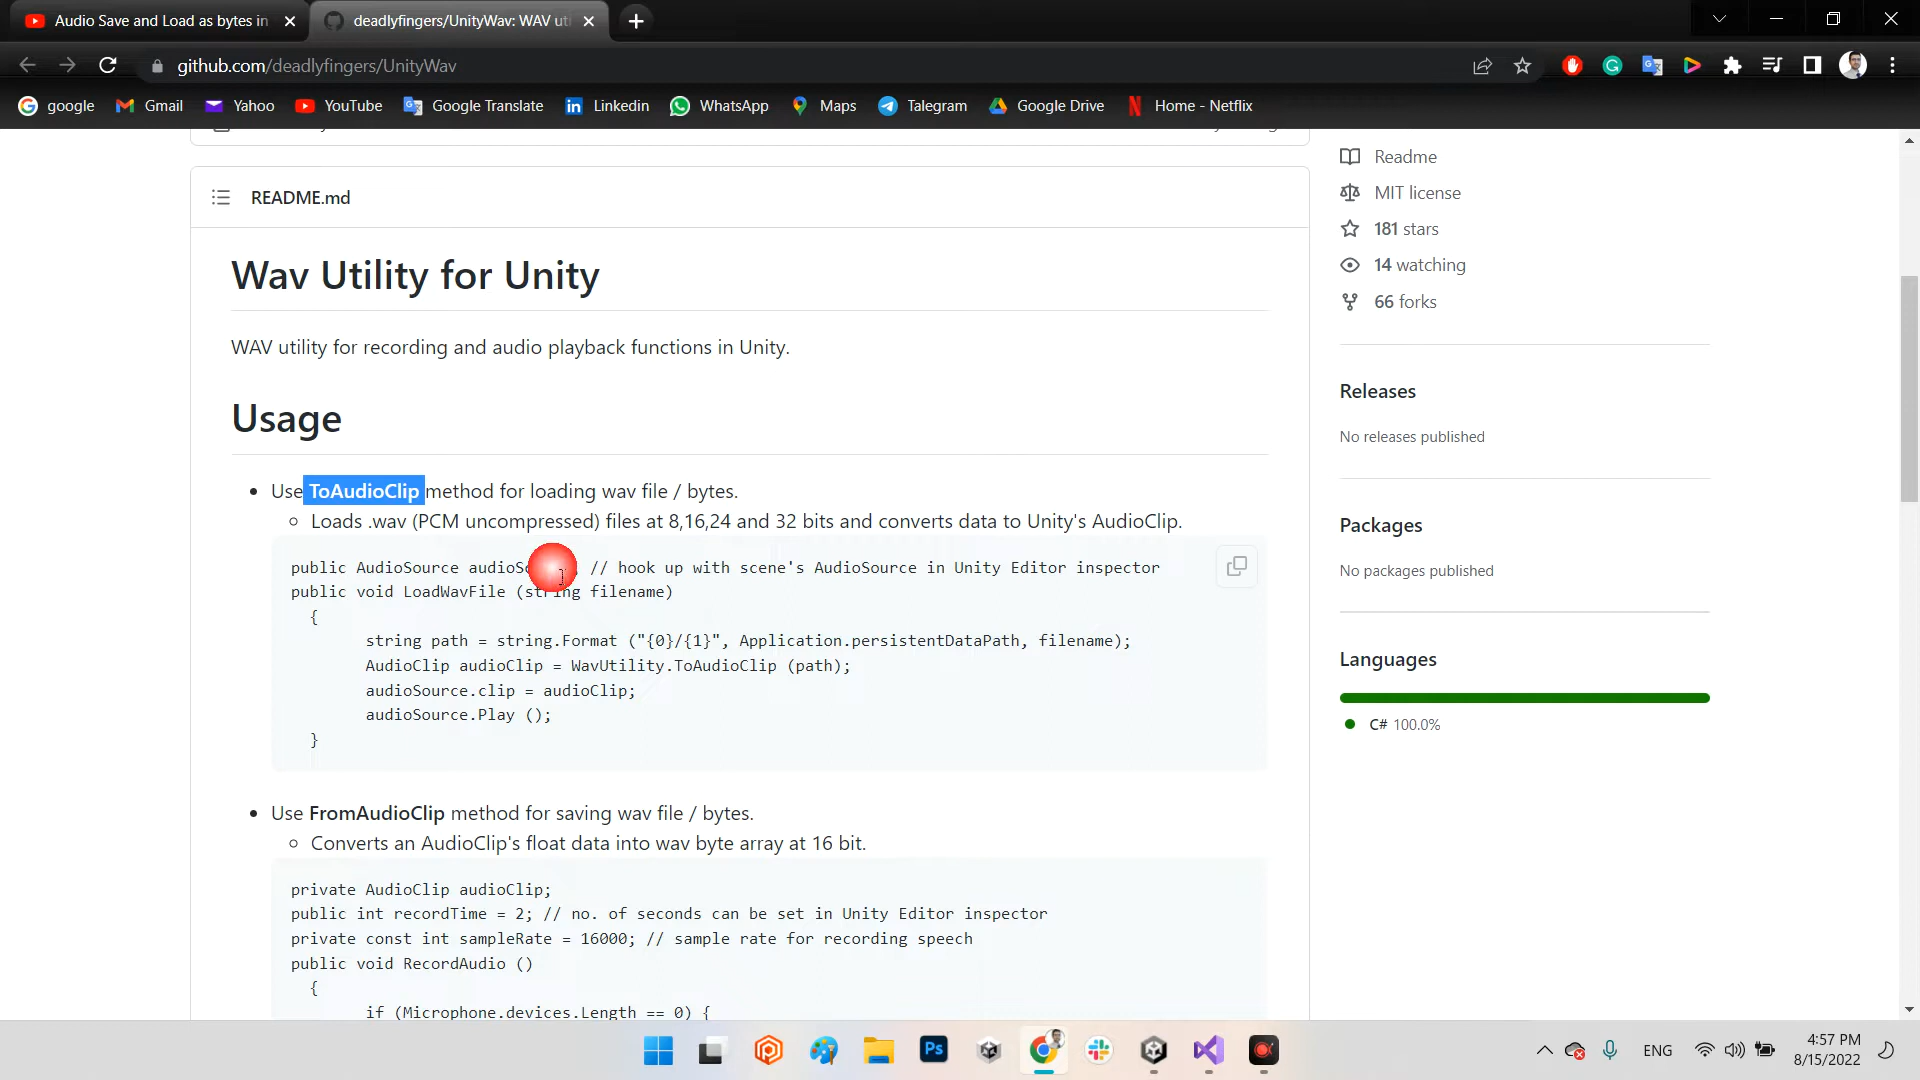 Audio Save and Load as bytes in
deadlyfingers/UnityWav: WAV uti
github.com/deadlyfingers/UnityWav
google
Gmail
Yahoo
YouTube
Google Translate
Linkedin
WhatsApp
Maps
Telegram
Google Drive
Home - Netflix
README.md
Wav Utility for Unity
WAV utility for recording and audio playback functions in Unity.
Usage
Use ToAudioClip method for loading wav file / bytes.
Loads .wav (PCM uncompressed) files at 8,16,24 and 32 bits and converts data to Unity's AudioClip.
public AudioSource // hook up with scene's AudioSource in Unity Editor inspector
public void LoadWavFile (string filename)
{
string path = string.Format ("{0}/{1}", Application.persistentDataPath, filename);
AudioClip audioClip = WavUtility.ToAudioClip (path);
audioSource.clip = audioClip;
audioSource.Play ();
}
Use FromAudioClip method for saving wav file / bytes.
Converts an AudioClip's float data into wav byte array at 16 bit.
private AudioClip audioClip;
public int recordTime = 2; // no. of seconds can be set in Unity Editor inspector
private const int sampleRate = 16000; // sample rate for recording speech
public void RecordAudio ()
{
if (Microphone.devices.Length == 0) {
Readme
MIT license
181 stars
14 watching
66 forks
Releases
No releases published
Packages
No packages published
Languages
C# 100.0%
Ps
ENG
4:57 PM
8/15/2022